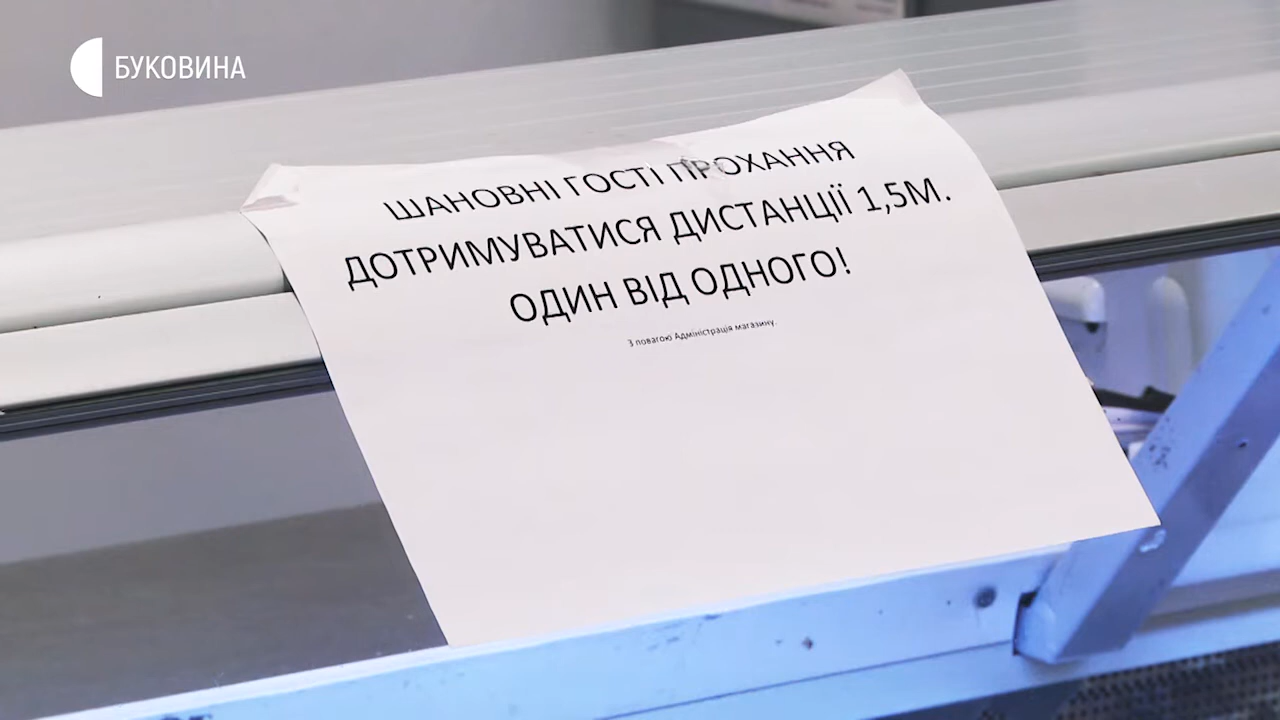 БУКОВИНА
ШАНОВНІ ГОСТІ ПРОХАННЯ
ДОТРИМУВАТИСЯ ДИСТАНЦІЇ 1,5М.
ОДИН ВІД ОДНОГО!
З повагою Адміністрація магазину.